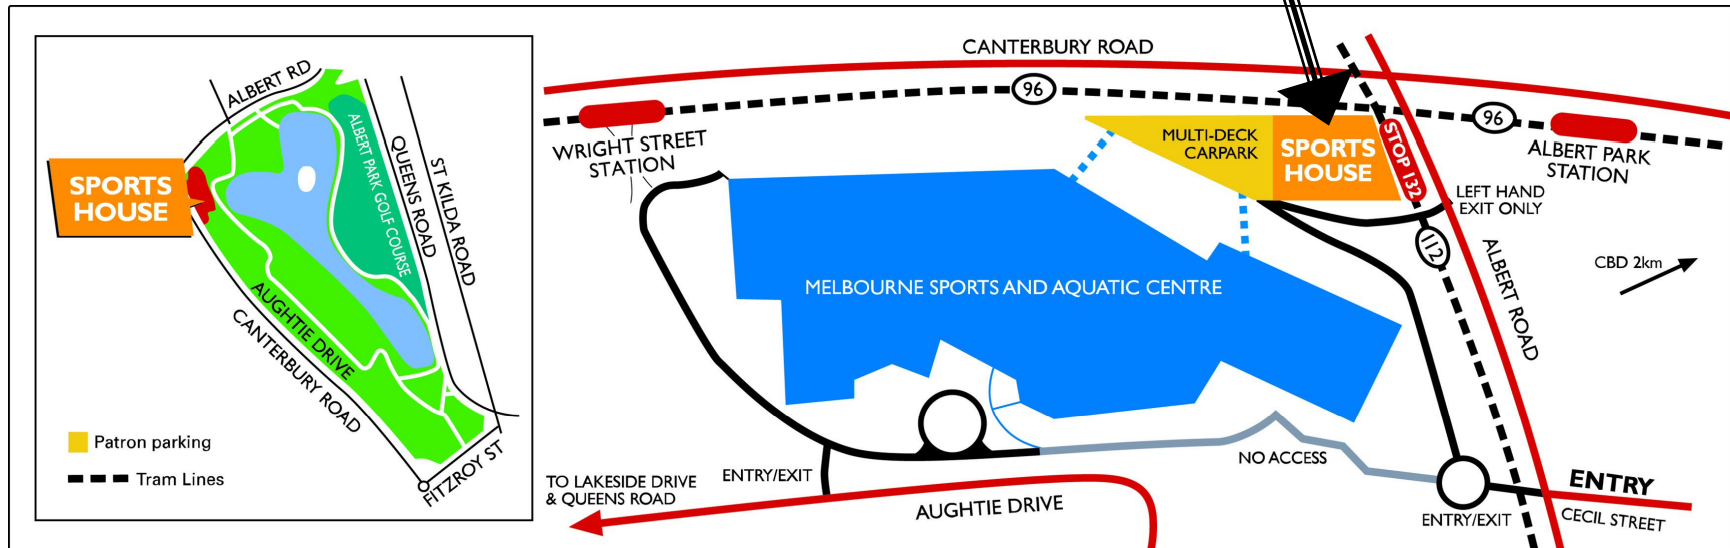 ALBERT RD
ALBERT PARK GOLF COURSE
QUEENS ROAD
ST KILDA ROAD
SPORTS
HOUSE
AUGHTIE DRIVE
CANTERBURY ROAD
FITZROY ST
Patron parking
Tram Lines
CANTERBURY ROAD
96
WRIGHT STREET
STATION
MULTI-DECK
CARPARK
SPORTS
HOUSE
STOP 132
96
ALBERT PARK
STATION
LEFT HAND
EXIT ONLY
112
ALBERT ROAD
CBD 2km
MELBOURNE SPORTS AND AQUATIC CENTRE
NO ACCESS
ENTRY/EXIT
TO LAKESIDE DRIVE
& QUEENS ROAD
AUGHTIE DRIVE
ENTRY/EXIT
ENTRY
CECIL STREET